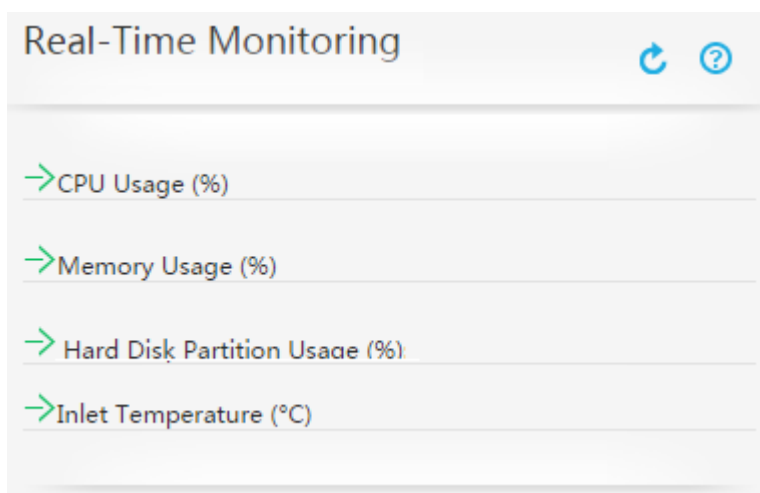 Real-Time Monitoring
CPU Usage (%)
Memory Usage (%)
Hard Disk Partition Usage (%)
Inlet Temperature (°C)